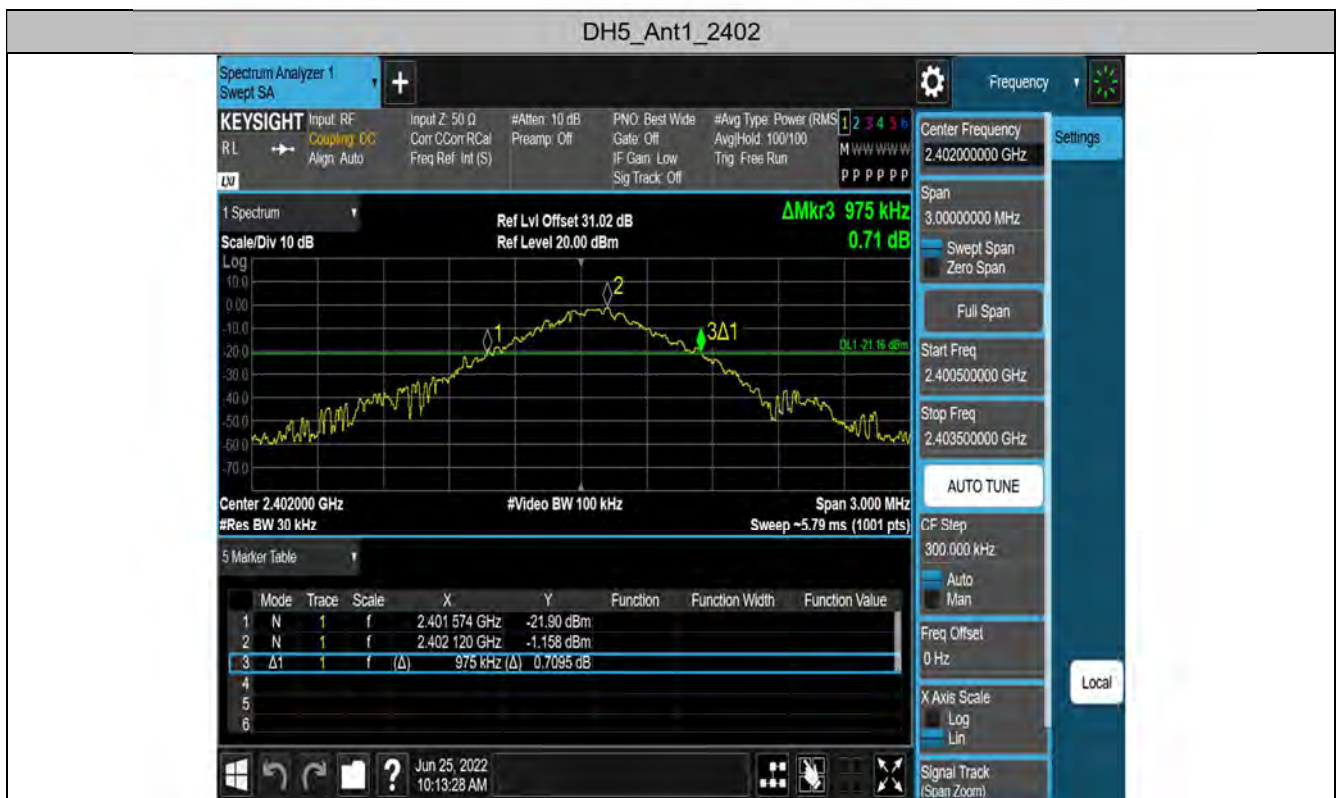 DH5_Ant1_2402
Spectrum Analyzer 1
Swept SA
+
Frequency
KEYSIGHT
RL
LXI
Input: RF
Coupling: DC
Align: Auto
Input Z: 50 Ω
Corr CCorr RCal
Freq Ref: Int (S)
#Atten: 10 dB
Preamp: Off
PNO: Best Wide
Gate: Off
IF Gain: Low
Sig Track: Off
#Avg Type: Power (RMS
Avg|Hold: 100/100
Trig: Free Run
1 2 3 4 5 6
M W W W W W
P P P P P P
1 Spectrum
Scale/Div 10 dB
Ref Lvl Offset 31.02 dB
Ref Level 20.00 dBm
ΔMkr3 975 kHz
0.71 dB
Log
10.0
0.00
-10.0
-20.0
-30.0
-40.0
-50.0
-60.0
-70.0
1
2
3Δ1
DL1 -21.16 dBm
Center 2.402000 GHz
#Res BW 30 kHz
#Video BW 100 kHz
Span 3.000 MHz
Sweep ~5.79 ms (1001 pts)
5 Marker Table
Mode Trace Scale X Y Function Function Width Function Value
1 N 1 f 2.401 574 GHz -21.90 dBm
2 N 1 f 2.402 120 GHz -1.158 dBm
3 Δ1 1 f (Δ) 975 kHz (Δ) 0.7095 dB
4
5
6
?
Jun 25, 2022
10:13:28 AM
Center Frequency
2.402000000 GHz
Span
3.00000000 MHz
Swept Span
Zero Span
Full Span
Start Freq
2.400500000 GHz
Stop Freq
2.403500000 GHz
AUTO TUNE
CF Step
300.000 kHz
Auto
Man
Freq Offset
0 Hz
X Axis Scale
Log
Lin
Signal Track
(Span Zoom)
Settings
Local